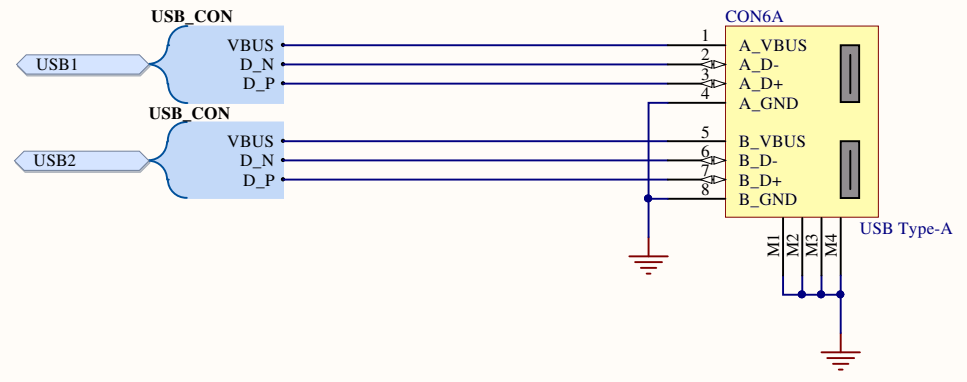 USB_CON
CON6A
VBUS
1
A_VBUS
USB1
D_N
2
A_D-
D_P
3
A_D+
4
A_GND
USB_CON
VBUS
5
B_VBUS
USB2
D_N
6
B_D-
D_P
7
B_D+
8
B_GND
USB Type-A
M1
M2
M3
M4